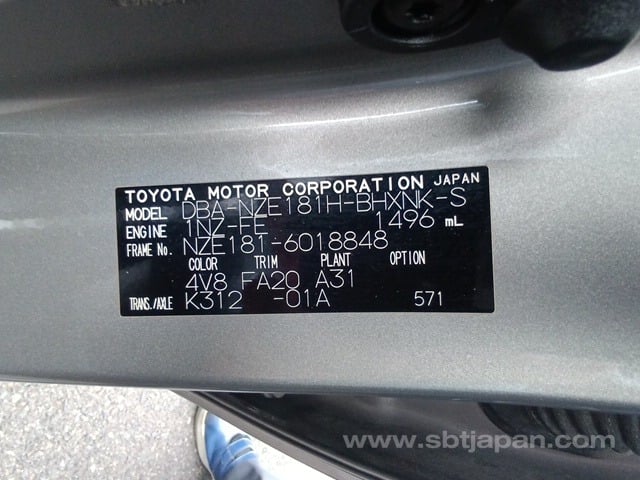 TOYOTA MOTOR CORPORATION JAPAN
MODEL DBA-NZE181H-BHXNK-S
ENGINE 1NZ-FE 1496 mL
FRAME No. NZE181-6018848
COLOR TRIM PLANT OPTION
4V8 FA20 A31
TRANS./AXLE K312 -01A 571
www.sbtjapan.com